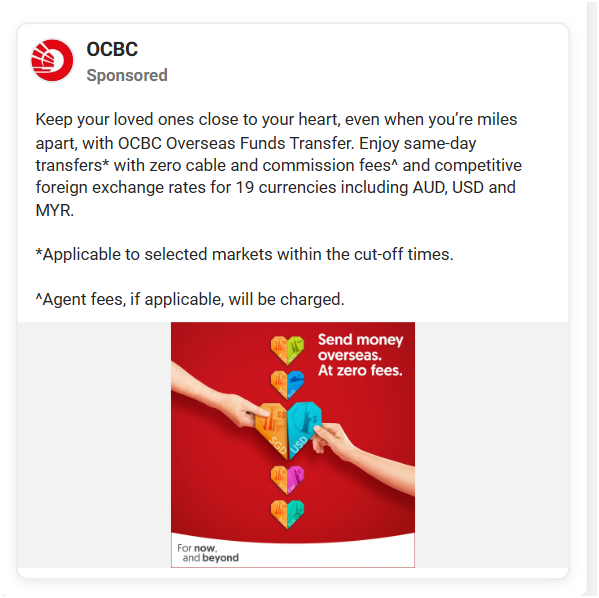 OCBC
Sponsored
Keep your loved ones close to your heart, even when you’re miles
apart, with OCBC Overseas Funds Transfer. Enjoy same-day
transfers* with zero cable and commission fees^ and competitive
foreign exchange rates for 19 currencies including AUD, USD and
MYR.
*Applicable to selected markets within the cut-off times.
^Agent fees, if applicable, will be charged.
Send money
overseas.
At zero fees.
S$
SGD
USD
For now,
and beyond